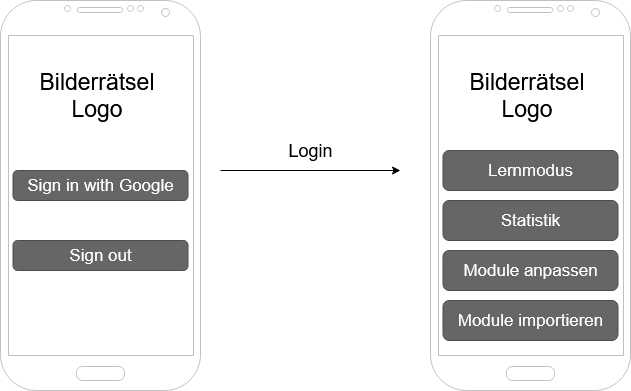 Bilderrätsel
Logo
Sign in with Google
Sign out
Login
Bilderrätsel
Logo
Lernmodus
Statistik
Module anpassen
Module importieren